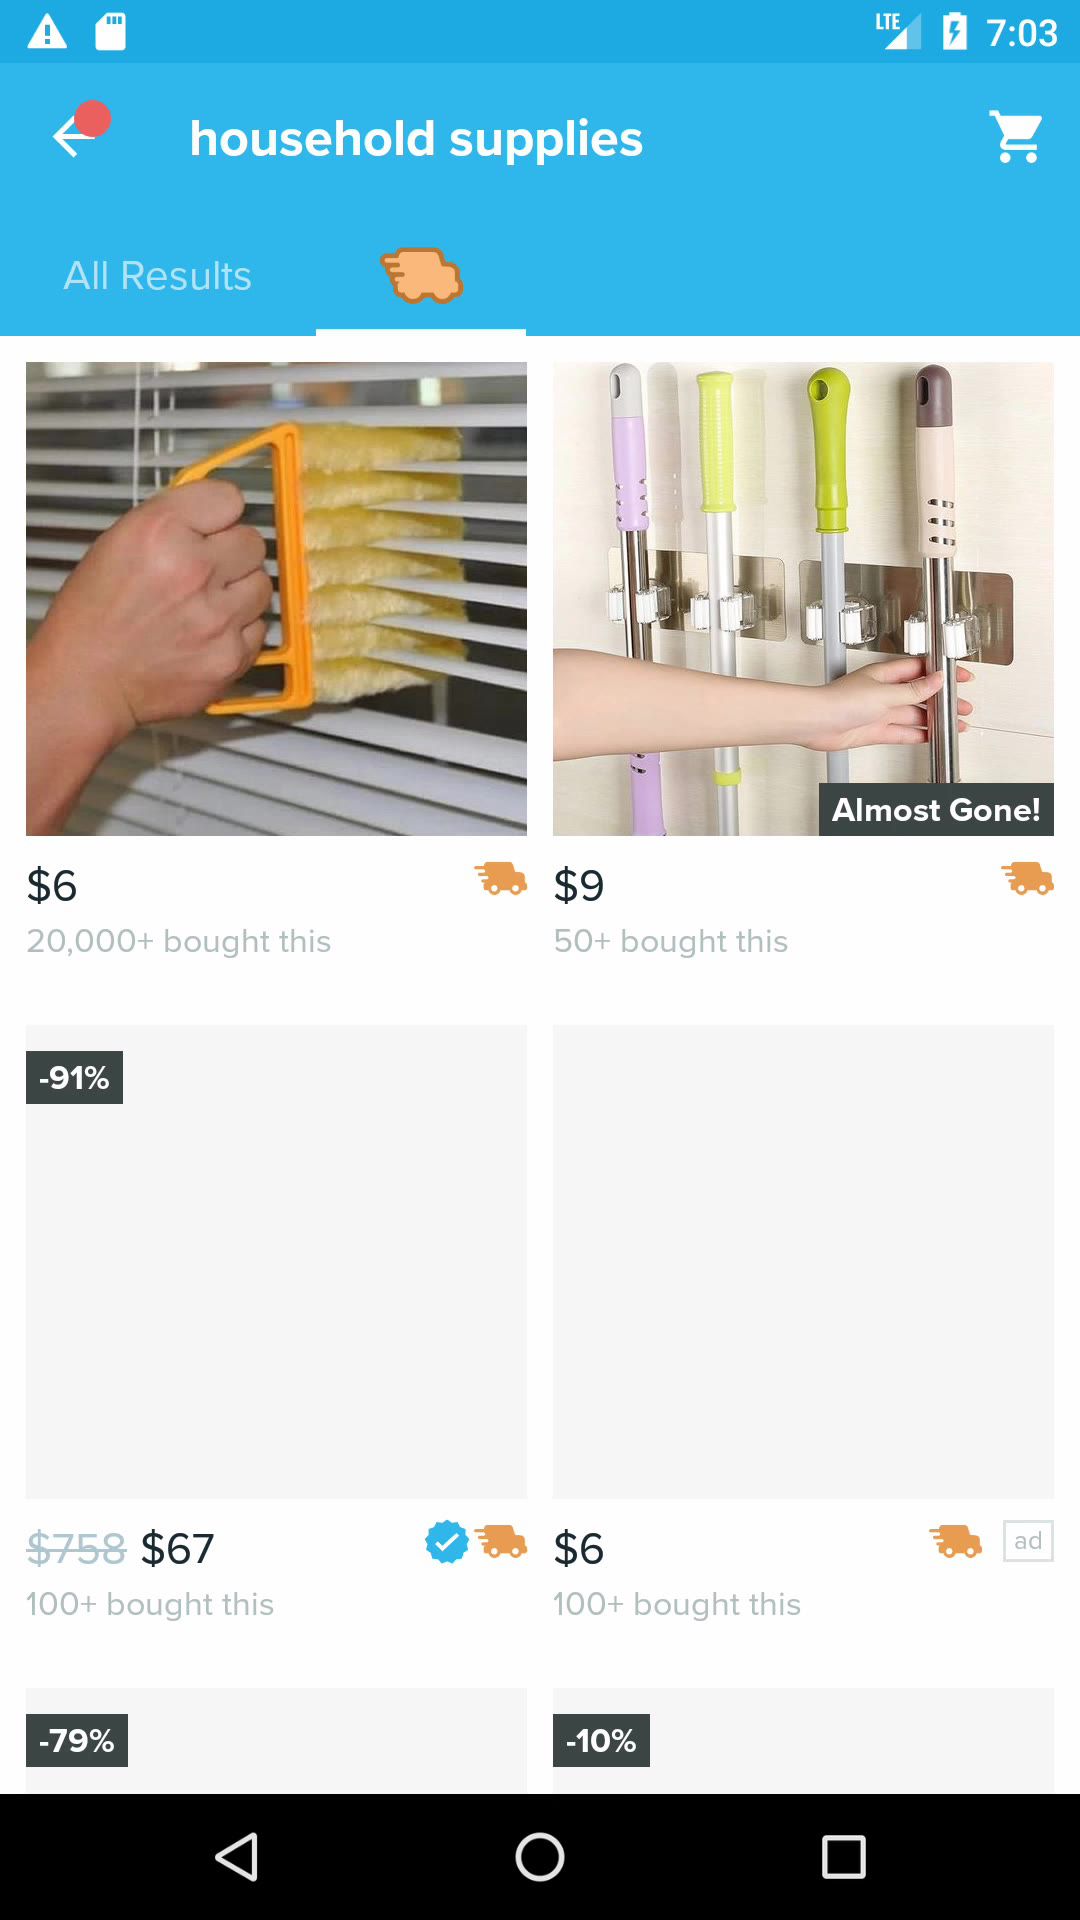 LTE 7:03
household supplies
All Results
Almost Gone!
$6
20,000+ bought this
$9
50+ bought this
-91%
$758 $67
100+ bought this
$6 ad
100+ bought this
-79%
-10%